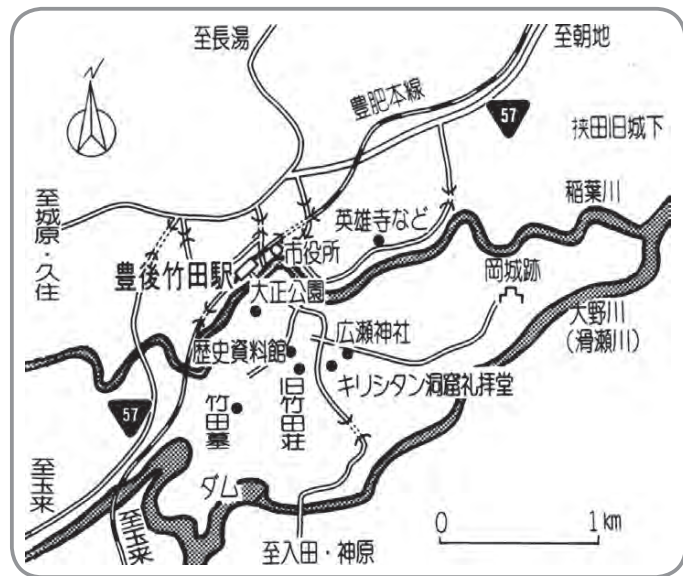 至長湯
至朝地
豊肥本線
57
挟田旧城下
至城原・久住
稲葉川
英雄寺など
市役所
豊後竹田駅
岡城跡
大正公園
大野川
(滑瀬川)
広瀬神社
歴史資料館
キリシタン洞窟礼拝堂
旧竹田荘
竹田墓
57
至玉来
ダム
至玉来
0 1km
至入田・神原